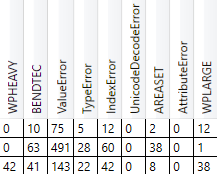 WPHEAVY BENDTEC ValueError TypeError IndexError UnicodeDecodeError AREASET AttributeError WPLARGE
0 10 75 5 12 0 2 0 12
0 63 491 28 60 0 38 0 1
42 41 143 22 42 0 8 0 38